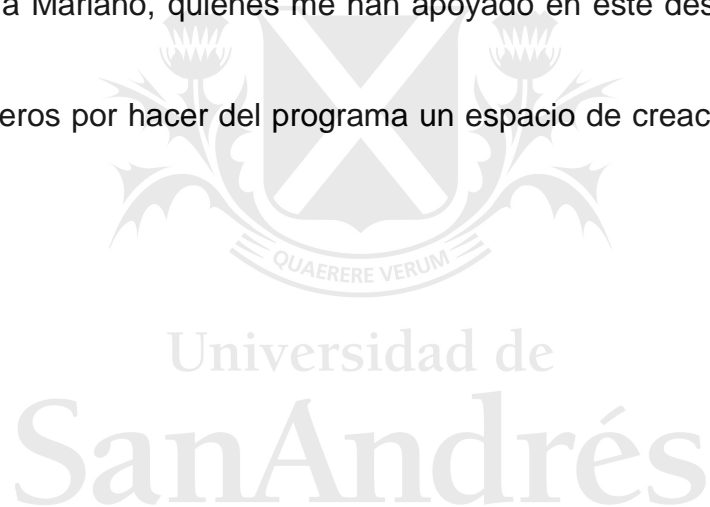 a Mariano, quienes me han apoyado en este des
eros por hacer del programa un espacio de creac
QUAERERE VERUM
Universidad de
SanAndrés